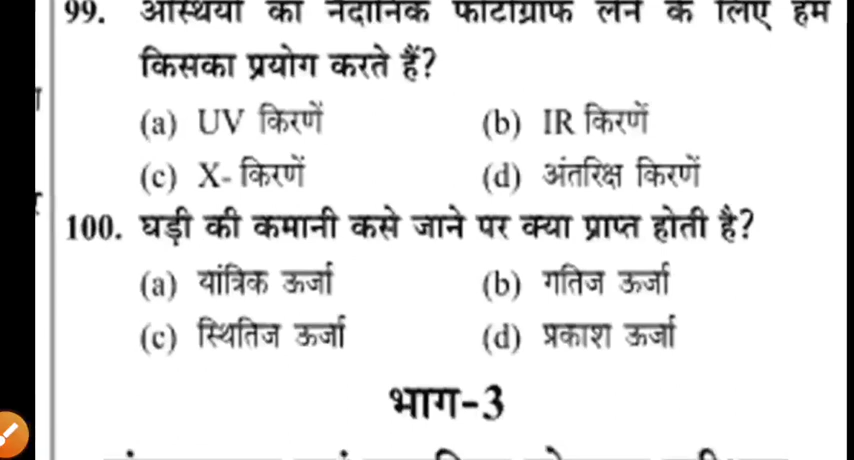 99. अस्थियों का नैदानिक फोटोग्राफ लेने के लिए हम
किसका प्रयोग करते हैं?
(a) UV किरणें (b) IR किरणें
(c) X- किरणें (d) अंतरिक्ष किरणें
100. घड़ी की कमानी कसे जाने पर क्या प्राप्त होती है?
(a) यांत्रिक ऊर्जा (b) गतिज ऊर्जा
(c) स्थितिज ऊर्जा (d) प्रकाश ऊर्जा
भाग-3